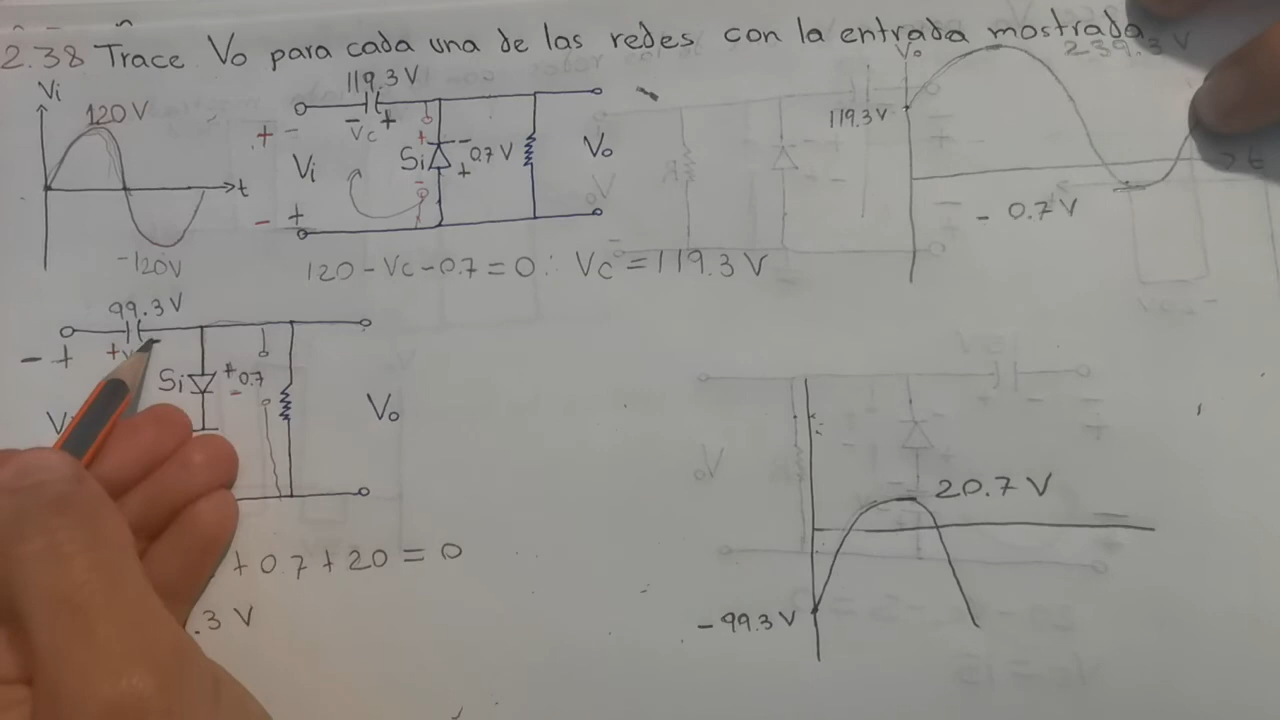 2.38 Trace Vo para cada una de las redes con la entrada mostrada
Vi
120 V
t
-120V
119.3 V
- Vc +
+ -
Vi
- +
Si
- 0.7 V
+
Vo
120 - Vc - 0.7 = 0 ∴ Vc = 119.3 V
Vo
239.3 V
119.3 V
t
- 0.7 V
99.3 V
- +
+
Si
+ 0.7
-
Vo
+ 0.7 + 20 = 0
.3 V
20.7 V
- 99.3 V